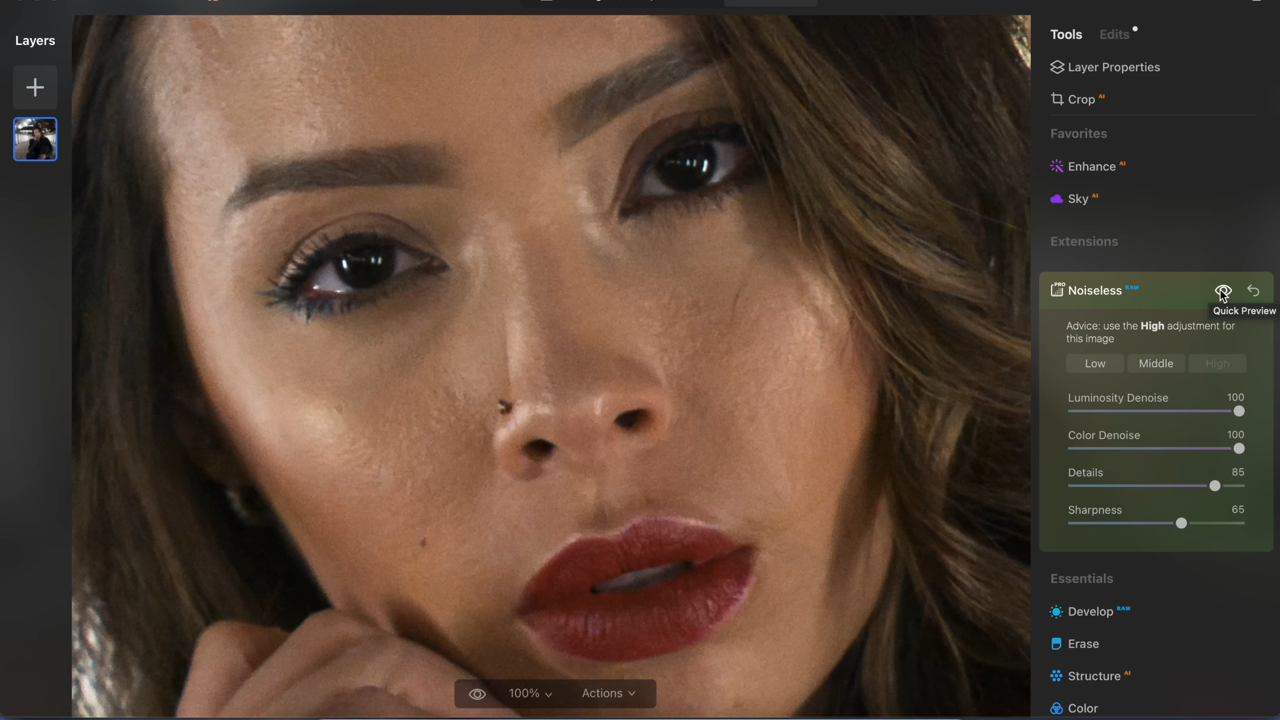 Layers
Tools Edits
Layer Properties
Crop AI
Favorites
Enhance AI
Sky AI
Extensions
PRO
Noiseless RAW
Quick Preview
Advice: use the High adjustment for
this image
Low Middle High
Luminosity Denoise 100
Color Denoise 100
Details 85
Sharpness 65
Essentials
Develop RAW
Erase
Structure AI
Color
100% Actions